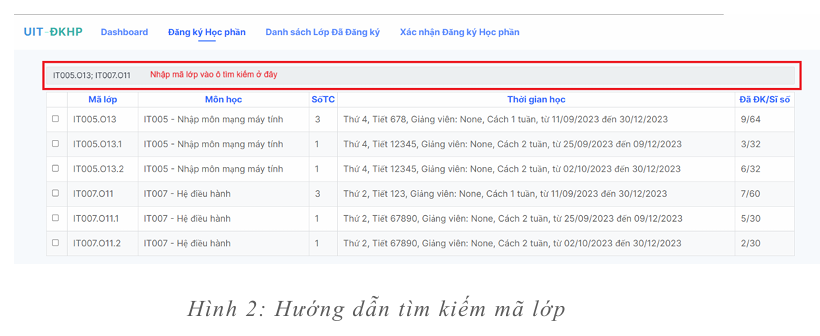 UIT-ĐKHP Dashboard Đăng ký Học phần Danh sách Lớp Đã Đăng ký Xác nhận Đăng ký Học phần
IT005.O13; IT007.O11 Nhập mã lớp vào ô tìm kiếm ở đây
Mã lớp Môn học SốTC Thời gian học Đã ĐK/Sĩ số
IT005.O13 IT005 - Nhập môn mạng máy tính 3 Thứ 4, Tiết 678, Giảng viên: None, Cách 1 tuần, từ 11/09/2023 đến 30/12/2023 9/64
IT005.O13.1 IT005 - Nhập môn mạng máy tính 1 Thứ 4, Tiết 12345, Giảng viên: None, Cách 2 tuần, từ 25/09/2023 đến 09/12/2023 3/32
IT005.O13.2 IT005 - Nhập môn mạng máy tính 1 Thứ 4, Tiết 12345, Giảng viên: None, Cách 2 tuần, từ 02/10/2023 đến 30/12/2023 6/32
IT007.O11 IT007 - Hệ điều hành 3 Thứ 2, Tiết 123, Giảng viên: None, Cách 1 tuần, từ 11/09/2023 đến 30/12/2023 7/60
IT007.O11.1 IT007 - Hệ điều hành 1 Thứ 2, Tiết 67890, Giảng viên: None, Cách 2 tuần, từ 25/09/2023 đến 09/12/2023 5/30
IT007.O11.2 IT007 - Hệ điều hành 1 Thứ 2, Tiết 67890, Giảng viên: None, Cách 2 tuần, từ 02/10/2023 đến 30/12/2023 2/30
Hình 2: Hướng dẫn tìm kiếm mã lớp